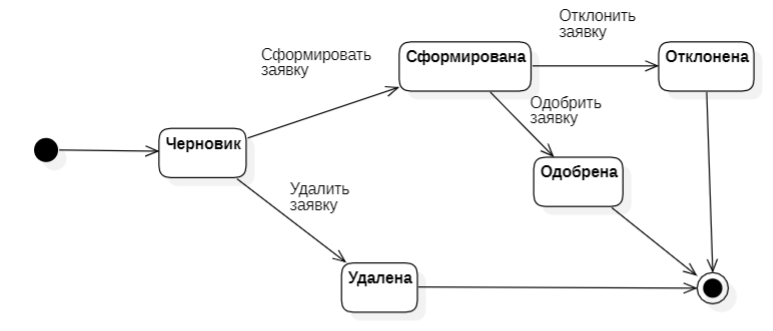 Отклонить
заявку
Сформировать
заявку
Сформирована
Отклонена
Одобрить
заявку
Черновик
Одобрена
Удалить
заявку
Удалена